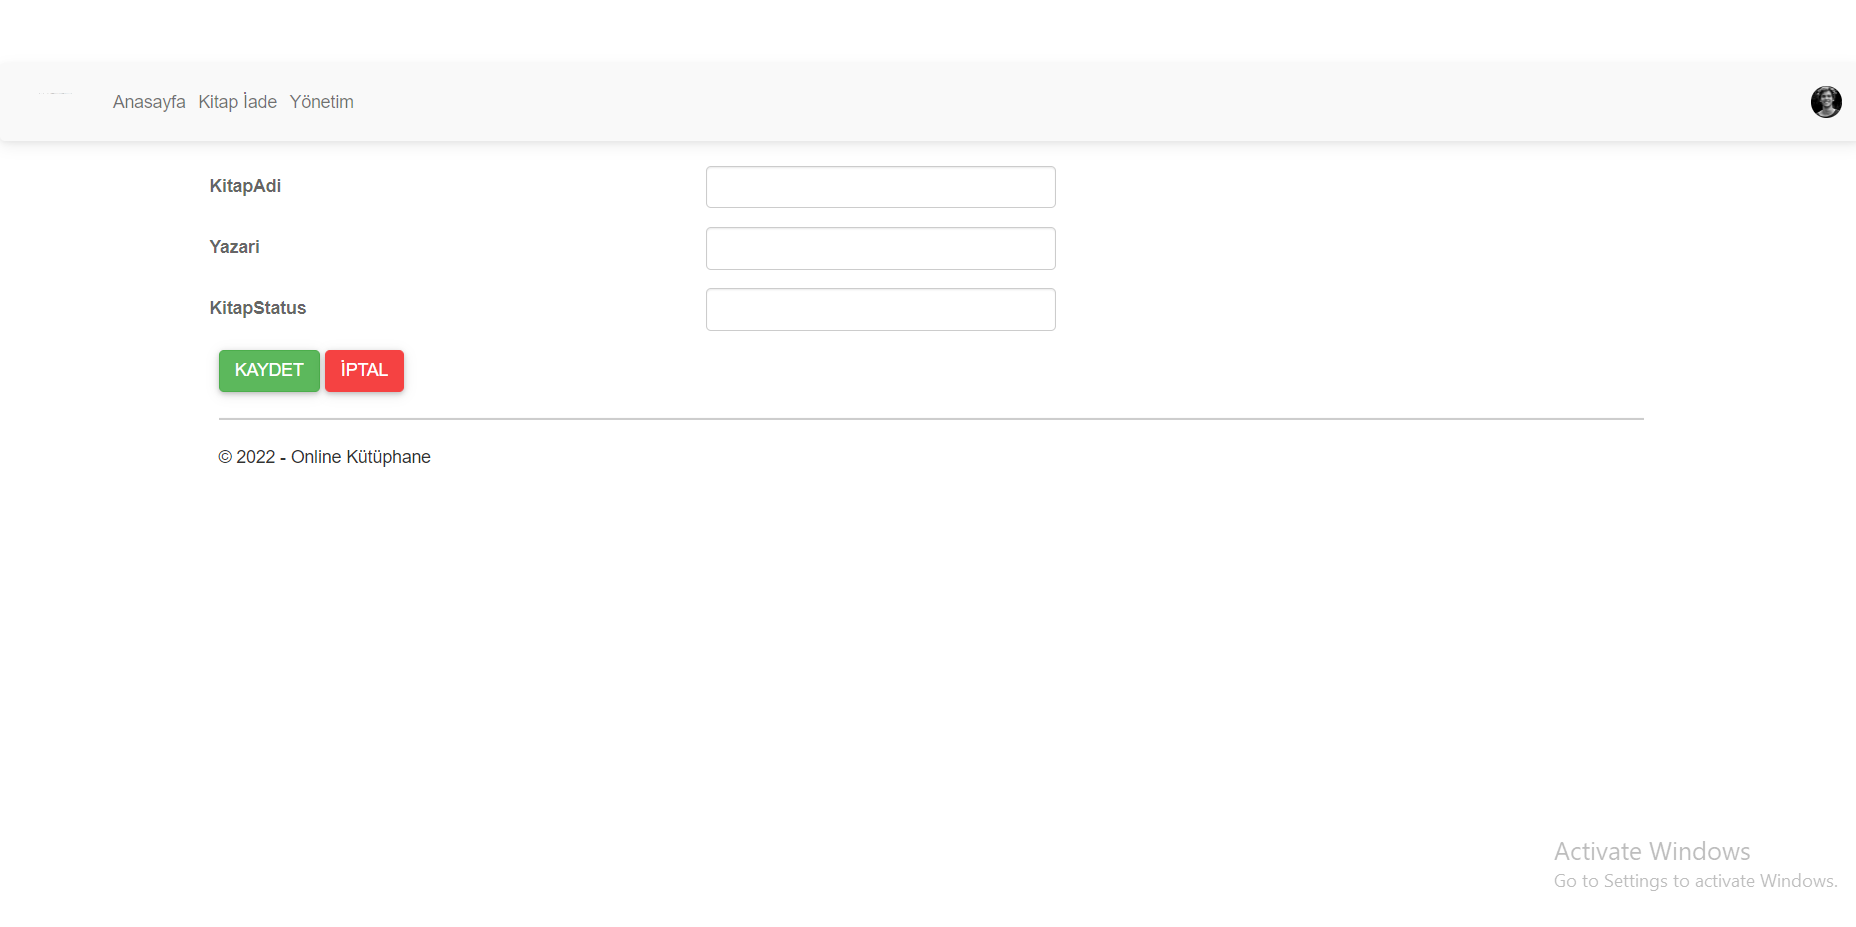 Anasayfa Kitap İade Yönetim
KitapAdi
Yazari
KitapStatus
KAYDET İPTAL
© 2022 - Online Kütüphane
Activate Windows
Go to Settings to activate Windows.